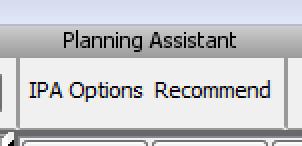 Planning Assistant
IPA Options Recommend